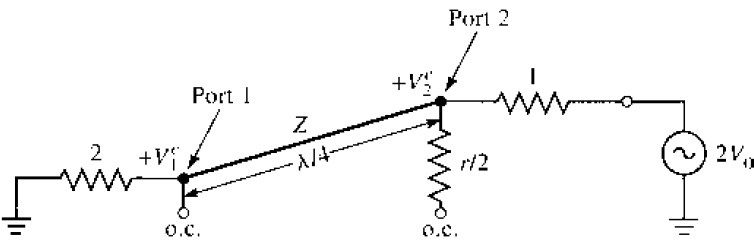 Port 2
Port 1
+V₂ᵉ
1
Z
2
+V₁ᵉ
λ/4
r/2
2V₀
o.c.
o.c.